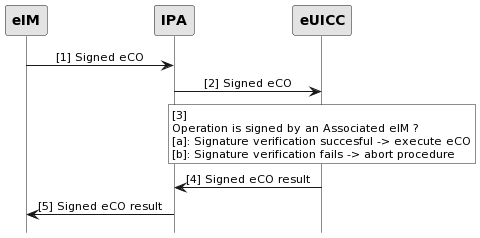 eIM
IPA
eUICC
[1] Signed eCO
[2] Signed eCO
[3]
Operation is signed by an Associated eIM ?
[a]: Signature verification succesful -> execute eCO
[b]: Signature verification fails -> abort procedure
[4] Signed eCO result
[5] Signed eCO result